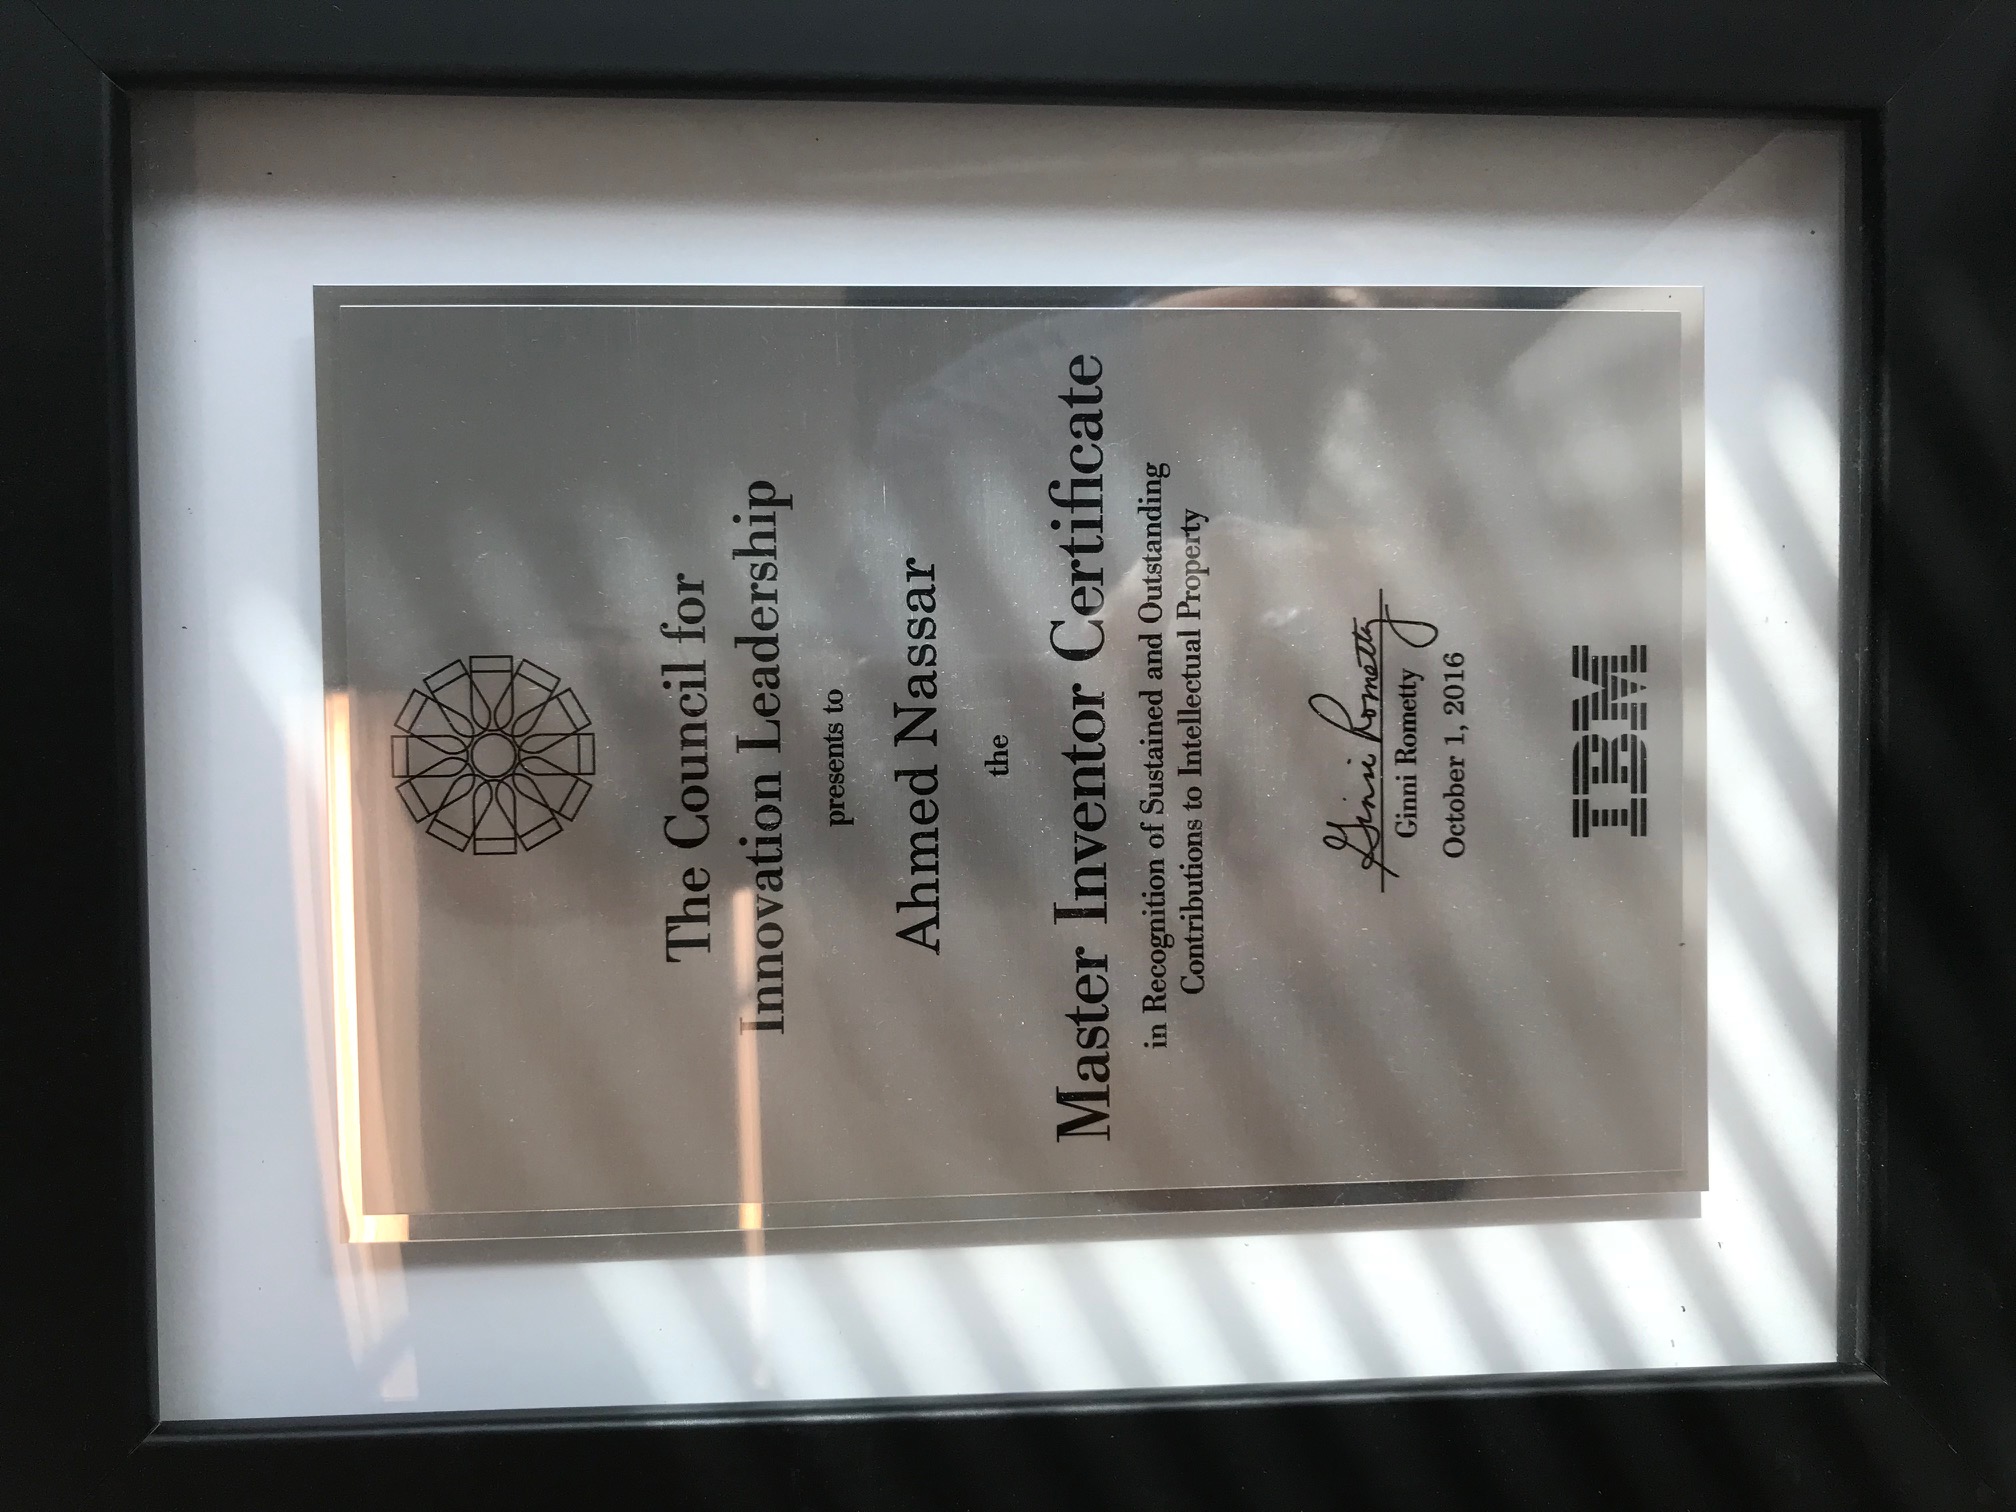 The Council for
Innovation Leadership
presents to
Ahmed Nassar
the
Master Inventor Certificate
in Recognition of Sustained and Outstanding
Contributions to Intellectual Property
Ginni Rometty
Ginni Rometty
October 1, 2016
IBM